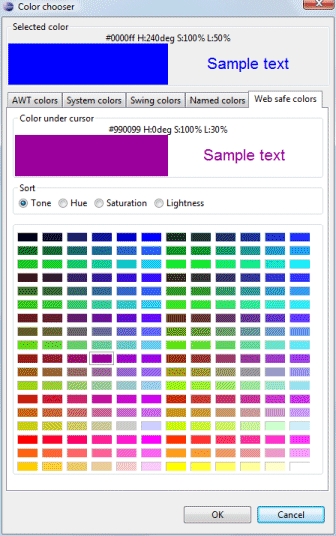 Color chooser
Selected color
#0000ff H:240deg S:100% L:50%
Sample text
AWT colors System colors Swing colors Named colors Web safe colors
Color under cursor
#990099 H:0deg S:100% L:30%
Sample text
Sort
Tone Hue Saturation Lightness
OK Cancel